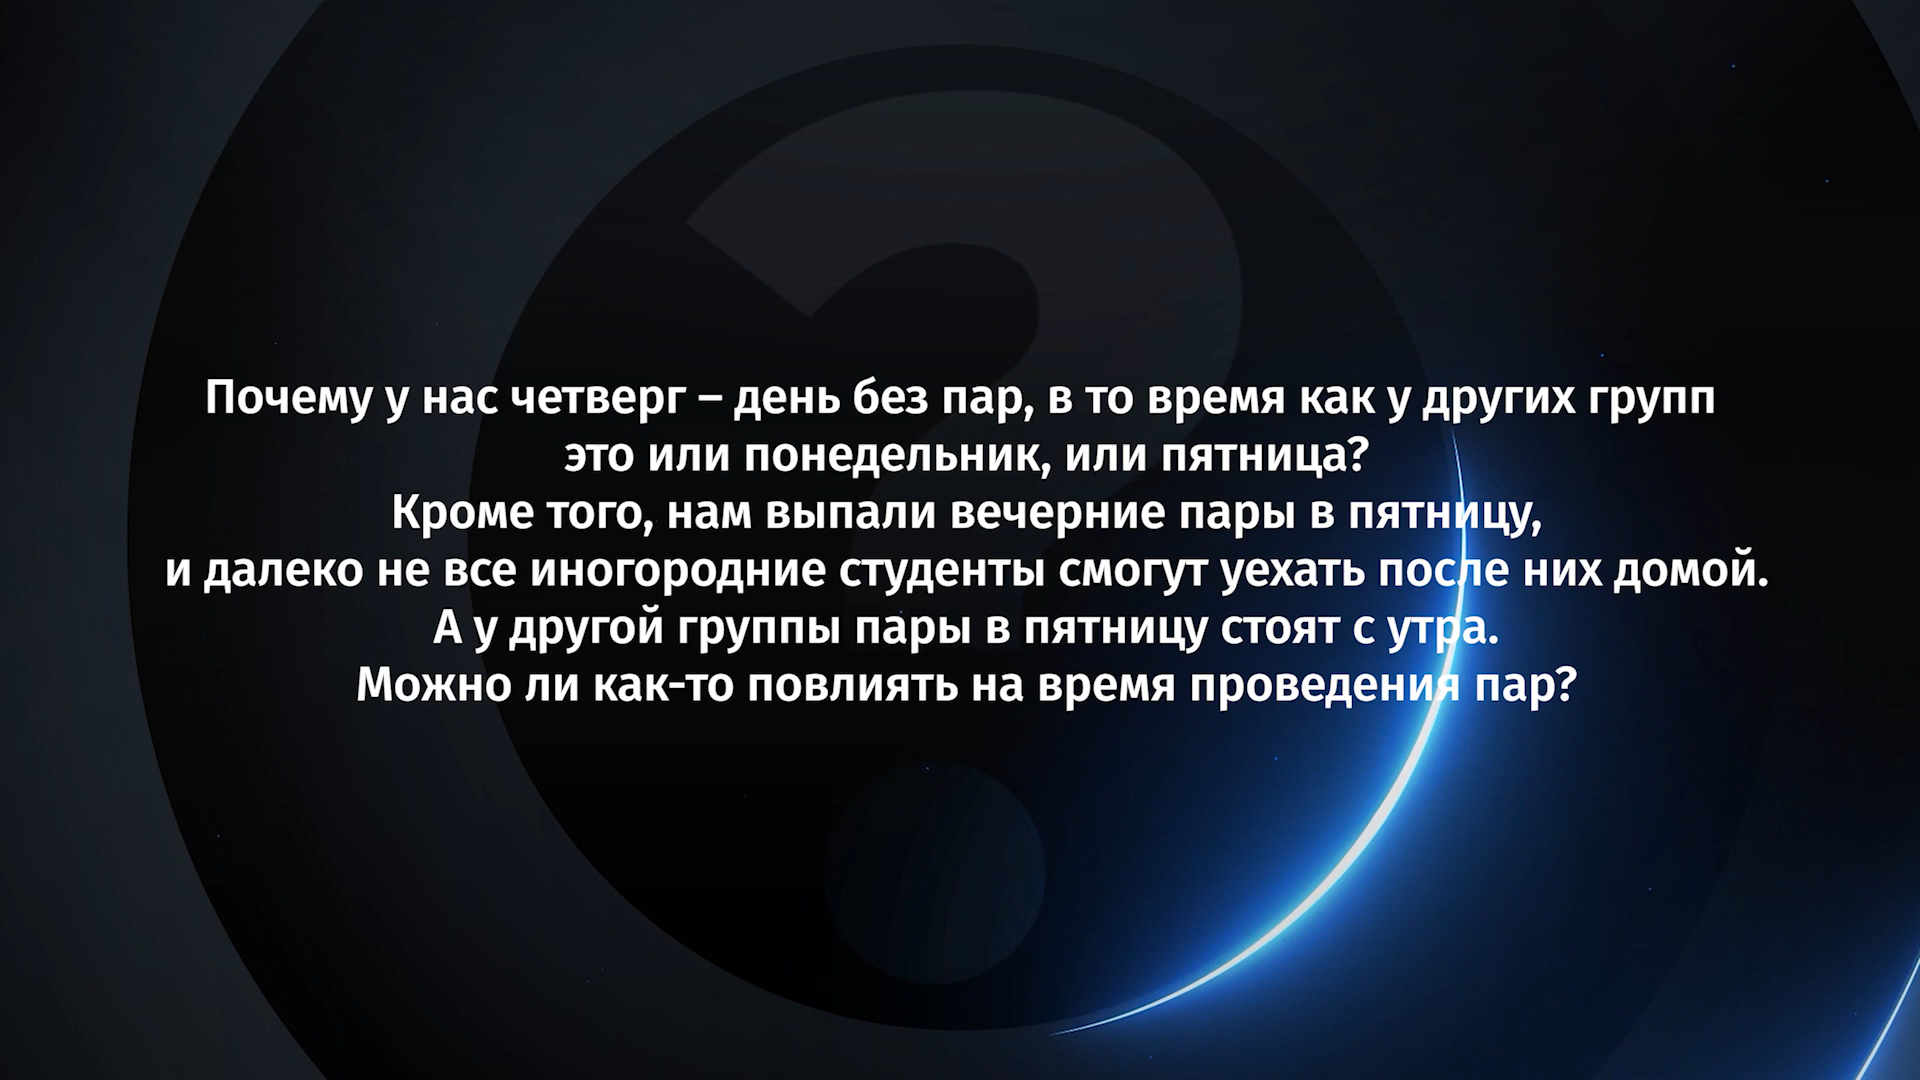 Почему у нас четверг – день без пар, в то время как у других групп
это или понедельник, или пятница?
Кроме того, нам выпали вечерние пары в пятницу,
и далеко не все иногородние студенты смогут уехать после них домой.
А у другой группы пары в пятницу стоят с утра.
Можно ли как-то повлиять на время проведения пар?